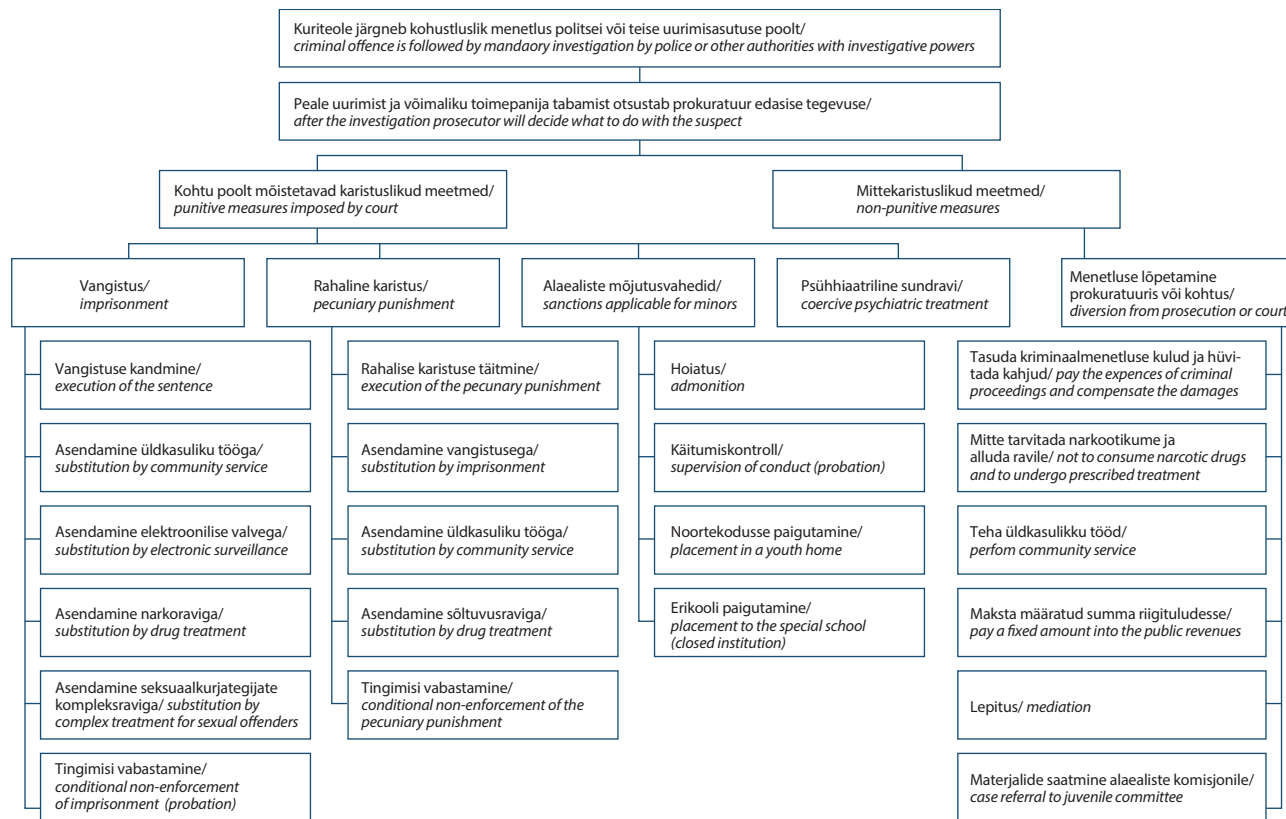 Kuriteole järgneb kohustluslik menetlus politsei või teise uurimisasutuse poolt/
criminal offence is followed by mandaory investigation by police or other authorities with investigative powers
Peale uurimist ja võimaliku toimepanija tabamist otsustab prokuratuur edasise tegevuse/
after the investigation prosecutor will decide what to do with the suspect
Kohtu poolt mõistetavad karistuslikud meetmed/
punitive measures imposed by court
Mittekaristuslikud meetmed/
non-punitive measures
Vangistus/
imprisonment
Rahaline karistus/
pecuniary punishment
Alaealiste mõjutusvahedid/
sanctions applicable for minors
Psühhiaatriline sundravi/
coercive psychiatric treatment
Menetluse lõpetamine
prokuratuuris või kohtus/
diversion from prosecution or court
Vangistuse kandmine/
execution of the sentence
Asendamine üldkasuliku tööga/
substitution by community service
Asendamine elektroonilise valvega/
substitution by electronic surveillance
Asendamine narkoraviga/
substitution by drug treatment
Asendamine seksuaalkurjategijate
kompleksraviga/ substitution by
complex treatment for sexual offenders
Tingimisi vabastamine/
conditional non-enforcement
of imprisonment (probation)
Rahalise karistuse täitmine/
execution of the pecunary punishment
Asendamine vangistusega/
substitution by imprisonment
Asendamine üldkasuliku tööga/
substitution by community service
Asendamine sõltuvusraviga/
substitution by drug treatment
Tingimisi vabastamine/
conditional non-enforcement of the
pecuniary punishment
Hoiatus/
admonition
Käitumiskontroll/
supervision of conduct (probation)
Noortekodusse paigutamine/
placement in a youth home
Erikooli paigutamine/
placement to the special school
(closed institution)
Tasuda kriminaalmenetluse kulud ja hüvi-
tada kahjud/ pay the expences of criminal
proceedings and compensate the damages
Mitte tarvitada narkootikume ja
alluda ravile/ not to consume narcotic drugs
and to undergo prescribed treatment
Teha üldkasulikku tööd/
perfom community service
Maksta määratud summa riigituludesse/
pay a fixed amount into the public revenues
Lepitus/ mediation
Materjalide saatmine alaealiste komisjonile/
case referral to juvenile committee